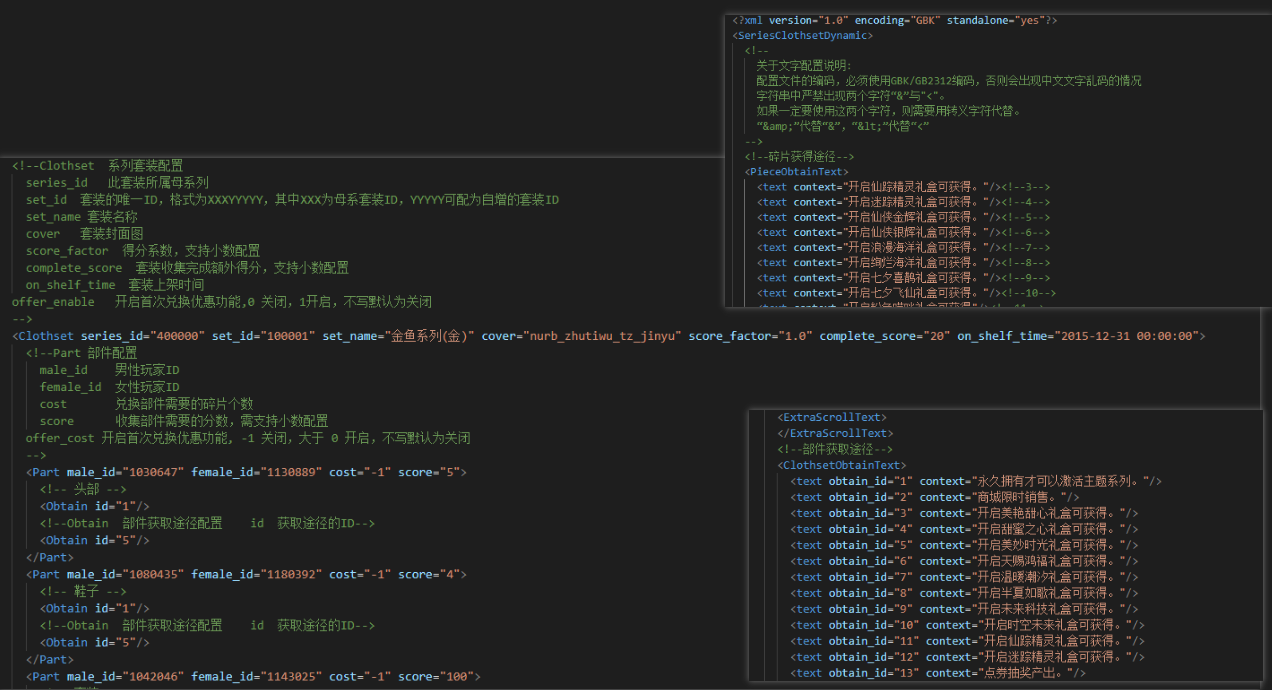 <?xml version="1.0" encoding="GBK" standalone="yes"?>
<SeriesClothsetDynamic>
<!--
关于文字配置说明:
配置文件的编码，必须使用GBK/GB2312编码，否则会出现中文文字乱码的情况
字符串中严禁出现两个字符“&”与"<"。
如果一定要使用这两个字符，则需要用转义字符代替。
“&amp;”代替“&”，“&lt;”代替“<”
-->
<!--碎片获得途径-->
<PieceObtainText>
<text context="开启仙踪精灵礼盒可获得。"/><!--3-->
<text context="开启迷踪精灵礼盒可获得。"/><!--4-->
<text context="开启仙侠金辉礼盒可获得。"/><!--5-->
<text context="开启仙侠银辉礼盒可获得。"/><!--6-->
<text context="开启浪漫海洋礼盒可获得。"/><!--7-->
<text context="开启绚烂海洋礼盒可获得。"/><!--8-->
<text context="开启七夕喜鹊礼盒可获得。"/><!--9-->
<text context="开启七夕飞仙礼盒可获得。"/><!--10-->
<!--Clothset 系列套装配置
series_id 此套装所属母系列
set_id 套装的唯一ID，格式为XXXYYYYY，其中XXX为母系套装ID，YYYYY可配为自增的套装ID
set_name 套装名称
cover 套装封面图
score_factor 得分系数，支持小数配置
complete_score 套装收集完成额外得分，支持小数配置
on_shelf_time 套装上架时间
offer_enable 开启首次兑换优惠功能,0 关闭，1开启，不写默认为关闭
-->
<Clothset series_id="400000" set_id="100001" set_name="金鱼系列(金)" cover="nurb_zhutiwu_tz_jinyu" score_factor="1.0" complete_score="20" on_shelf_time="2015-12-31 00:00:00">
<!--Part 部件配置
male_id 男性玩家ID
female_id 女性玩家ID
cost 兑换部件需要的碎片个数
score 收集部件需要的分数，需支持小数配置
offer_cost 开启首次兑换优惠功能, -1 关闭，大于 0 开启，不写默认为关闭
-->
<Part male_id="1030647" female_id="1130889" cost="-1" score="5">
<!-- 头部 -->
<Obtain id="1"/>
<!--Obtain 部件获取途径配置 id 获取途径的ID-->
<Obtain id="5"/>
</Part>
<Part male_id="1080435" female_id="1180392" cost="-1" score="4">
<!-- 鞋子 -->
<Obtain id="1"/>
<!--Obtain 部件获取途径配置 id 获取途径的ID-->
<Obtain id="5"/>
</Part>
<Part male_id="1042046" female_id="1143025" cost="-1" score="100">
<ExtraScrollText>
</ExtraScrollText>
<!--部件获取途径-->
<ClothsetObtainText>
<text obtain_id="1" context="永久拥有才可以激活主题系列。"/>
<text obtain_id="2" context="商城限时销售。"/>
<text obtain_id="3" context="开启美艳甜心礼盒可获得。"/>
<text obtain_id="4" context="开启甜蜜之心礼盒可获得。"/>
<text obtain_id="5" context="开启美妙时光礼盒可获得。"/>
<text obtain_id="6" context="开启天赐鸿福礼盒可获得。"/>
<text obtain_id="7" context="开启温暖潮汐礼盒可获得。"/>
<text obtain_id="8" context="开启半夏如歌礼盒可获得。"/>
<text obtain_id="9" context="开启未来科技礼盒可获得。"/>
<text obtain_id="10" context="开启时空未来礼盒可获得。"/>
<text obtain_id="11" context="开启仙踪精灵礼盒可获得。"/>
<text obtain_id="12" context="开启迷踪精灵礼盒可获得。"/>
<text obtain_id="13" context="点券抽奖产出。"/>